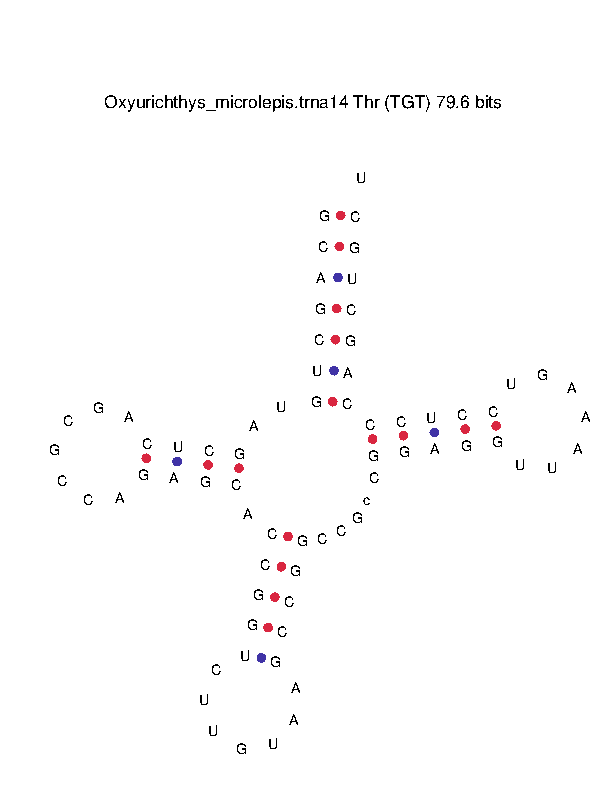 Oxyurichthys_microlepis.trna14 Thr (TGT) 79.6 bits
U
G C
C G
A U
G C
C G
U A
U G A
G C
C G A
A U
C C U C C
A
C U C G
G G A G G
A
U U
G
C
C
C
A
G A G C
C
c
A
G
C G C C
C G
G C
G C
U G
C
U
U
G
U
A
A